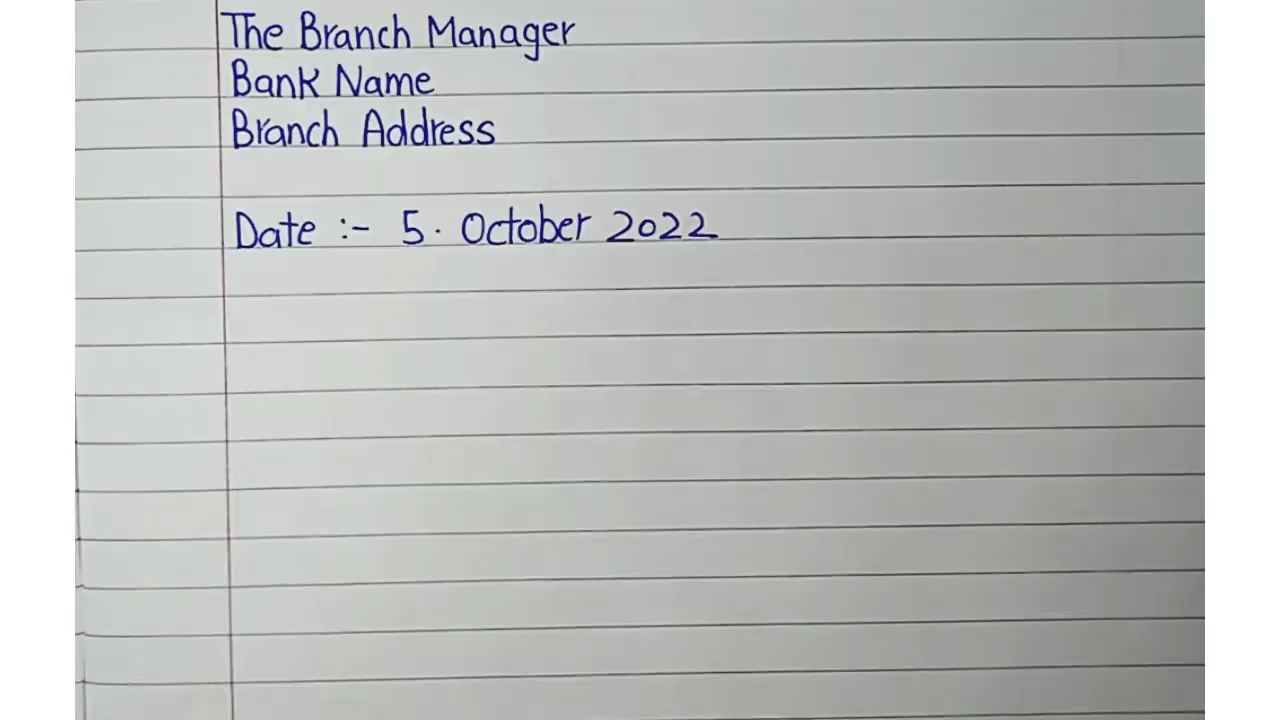 The Branch Manager
Bank Name
Branch Address
Date :- 5. October 2022